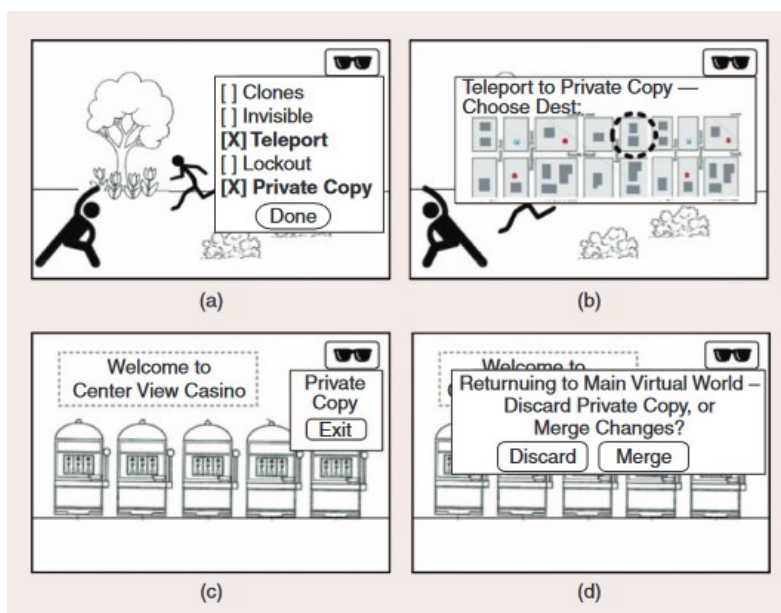 [ ] Clones
[ ] Invisible
[X] Teleport
[ ] Lockout
[X] Private Copy
Done
(a)
Teleport to Private Copy —
Choose Dest:
(b)
Welcome to
Center View Casino
Private
Copy
Exit
(c)
Welcome to
Returnuing to Main Virtual World –
Discard Private Copy, or
Merge Changes?
Discard
Merge
(d)